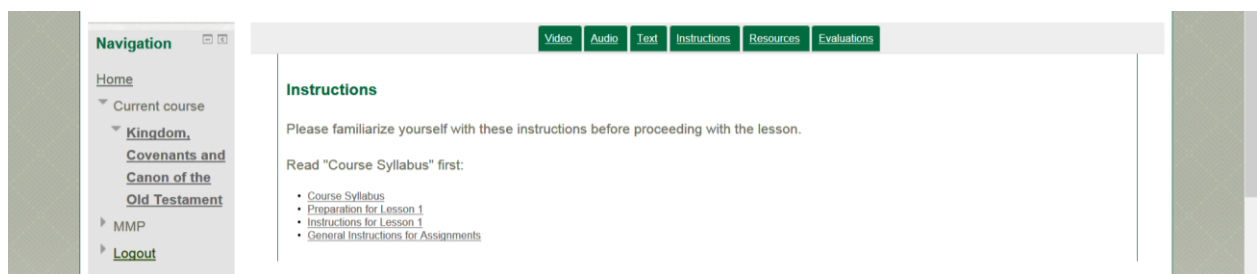 Navigation
Home
Current course
Kingdom,
Covenants and
Canon of the
Old Testament
MMP
Logout
Video Audio Text Instructions Resources Evaluations
Instructions
Please familiarize yourself with these instructions before proceeding with the lesson.
Read "Course Syllabus" first:
• Course Syllabus
• Preparation for Lesson 1
• Instructions for Lesson 1
• General Instructions for Assignments